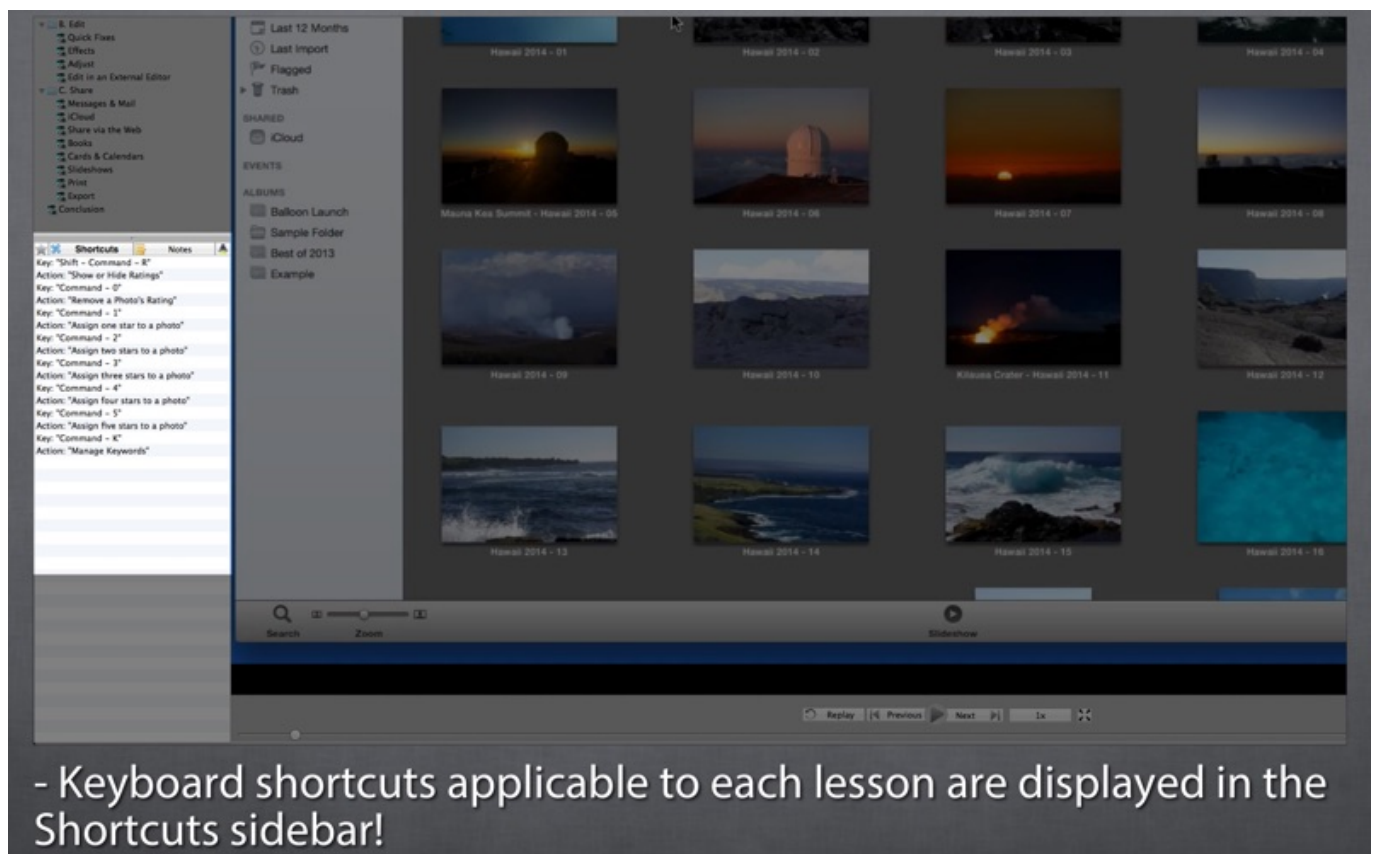 B. Edit
Quick Fixes
Effects
Adjust
Edit in an External Editor
C. Share
Messages & Mail
iCloud
Share via the Web
Books
Cards & Calendars
Slideshows
Print
Export
Conclusion
Shortcuts Notes
Key: "Shift - Command - R"
Action: "Show or Hide Ratings"
Key: "Command - 0"
Action: "Remove a Photo's Rating"
Key: "Command - 1"
Action: "Assign one star to a photo"
Key: "Command - 2"
Action: "Assign two stars to a photo"
Key: "Command - 3"
Action: "Assign three stars to a photo"
Key: "Command - 4"
Action: "Assign four stars to a photo"
Key: "Command - 5"
Action: "Assign five stars to a photo"
Key: "Command - K"
Action: "Manage Keywords"
Last 12 Months
Last Import
Flagged
Trash
SHARED
iCloud
EVENTS
ALBUMS
Balloon Launch
Sample Folder
Best of 2013
Example
Hawaii 2014 - 01
Hawaii 2014 - 02
Hawaii 2014 - 03
Hawaii 2014 - 04
Mauna Kea Summit - Hawaii 2014 - 05
Hawaii 2014 - 06
Hawaii 2014 - 07
Hawaii 2014 - 08
Hawaii 2014 - 09
Hawaii 2014 - 10
Kilauea Crater - Hawaii 2014 - 11
Hawaii 2014 - 12
Hawaii 2014 - 13
Hawaii 2014 - 14
Hawaii 2014 - 15
Hawaii 2014 - 16
Search Zoom Slideshow
Replay Previous Next 1x
- Keyboard shortcuts applicable to each lesson are displayed in the
Shortcuts sidebar!